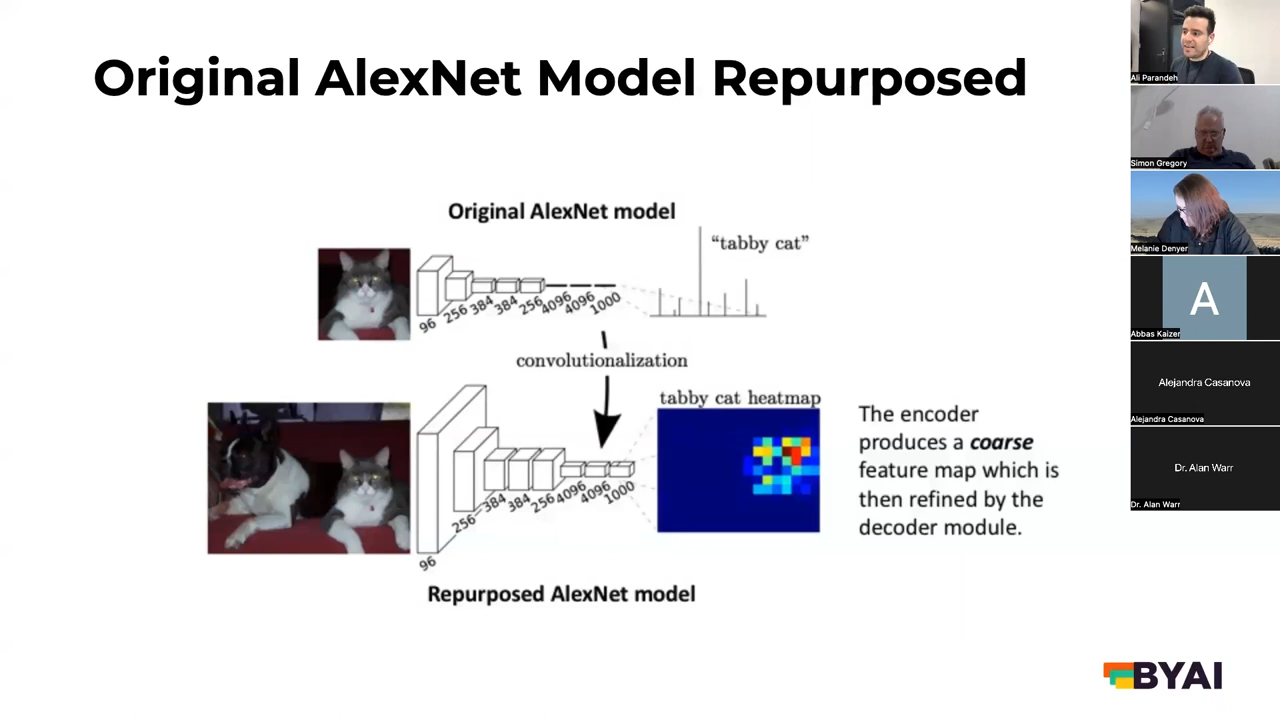 Original AlexNet Model Repurposed
Original AlexNet model
"tabby cat"
96 256 384 384 256 4096 4096 1000
convolutionalization
tabby cat heatmap
96 256 384 384 256 4096 4096 1000
Repurposed AlexNet model
The encoder
produces a coarse
feature map which is
then refined by the
decoder module.
BYAI
Ali Parandeh
Simon Gregory
Melanie Denyer
A
Abbas Kaizer
Alejandra Casanova
Alejandra Casanova
Dr. Alan Warr
Dr. Alan Warr